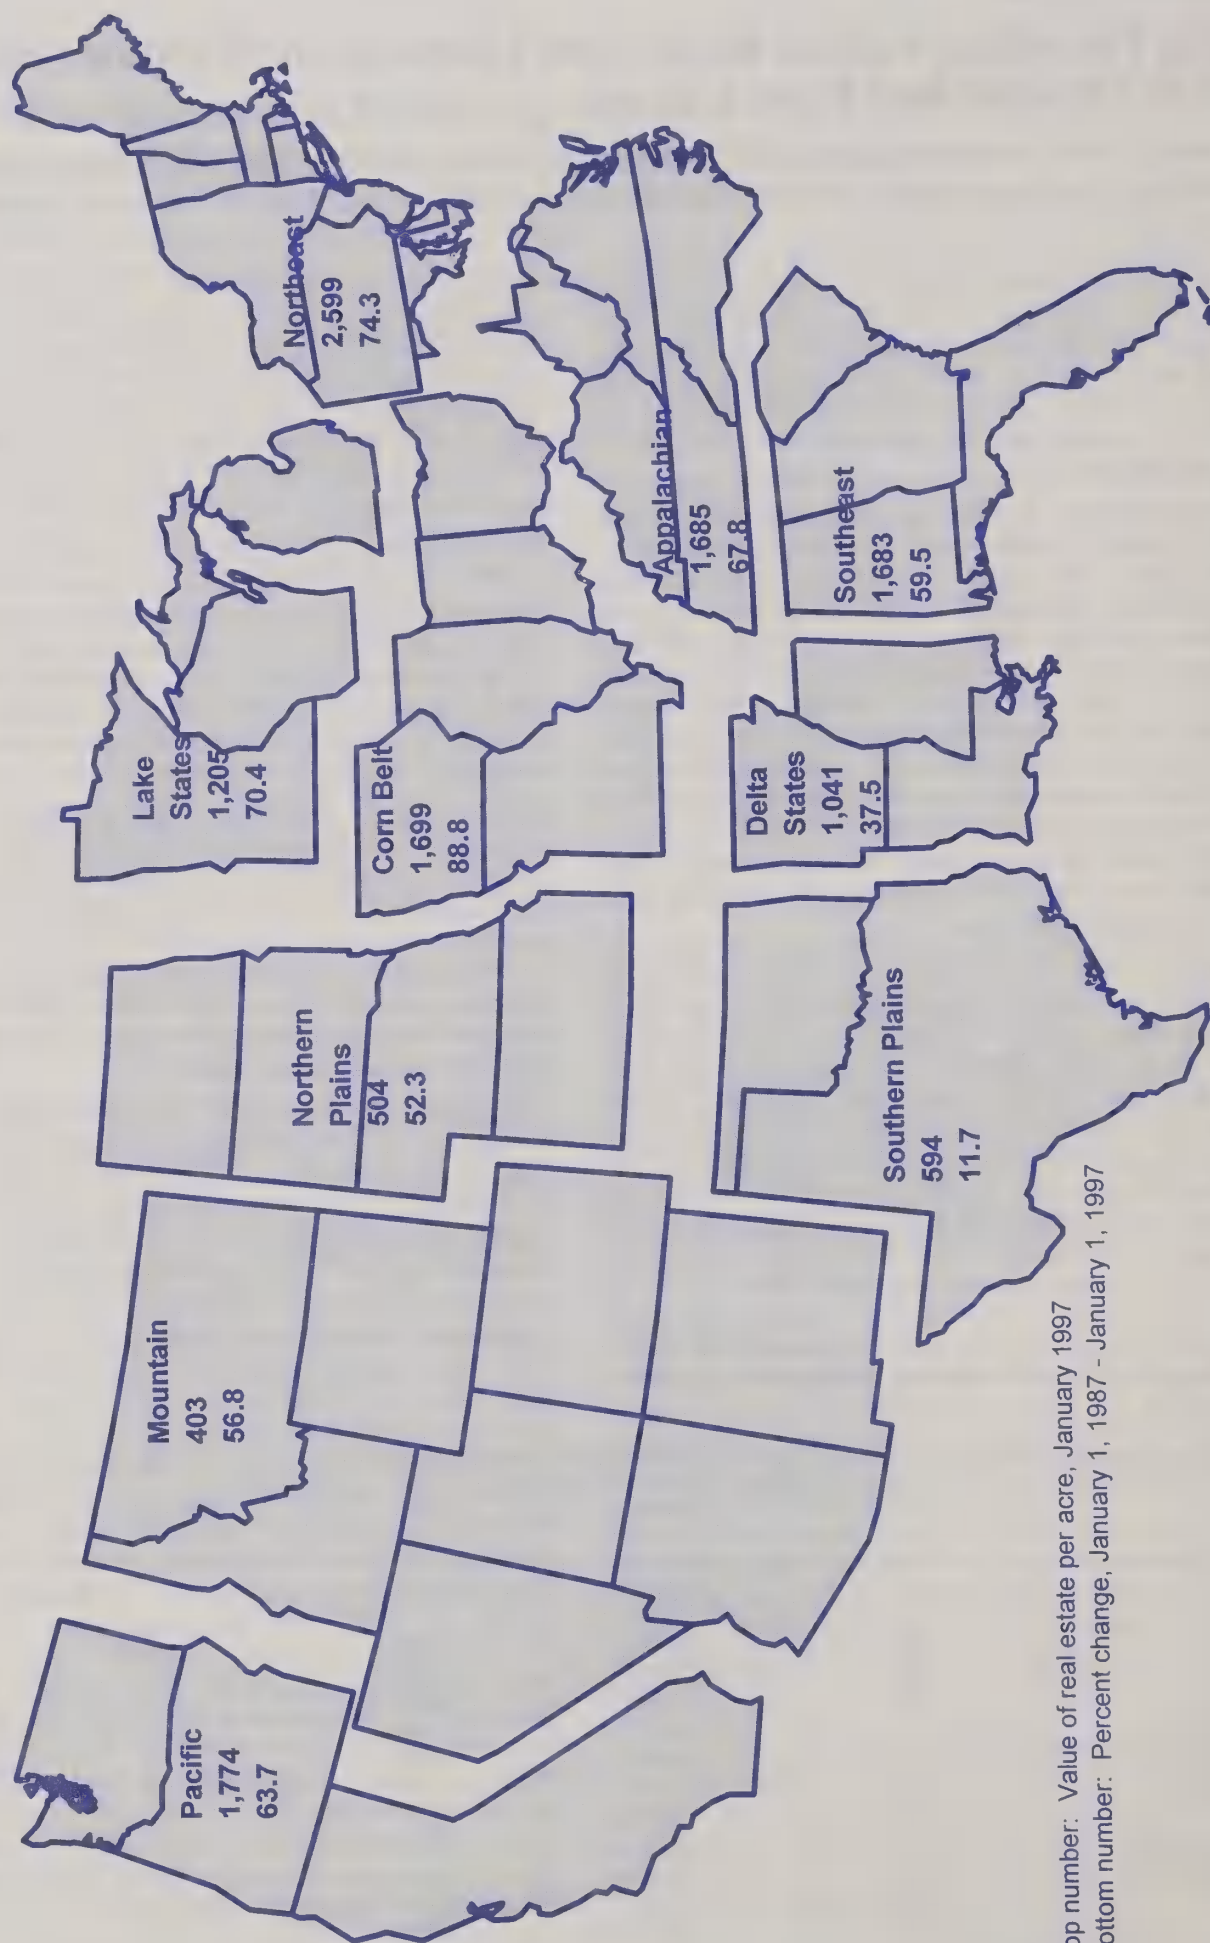 Pacific
1,774
63.7
Mountain
403
56.8
Northern
Plains
504
52.3
Lake
States
1,205
70.4
Corn Belt
1,699
88.8
Northeast
2,599
74.3
Appalachian
1,685
67.8
Southeast
1,683
59.5
Delta
States
1,041
37.5
Southern Plains
594
11.7
op number: Value of real estate per acre, January 1997
ottom number: Percent change, January 1, 1987 - January 1, 1997